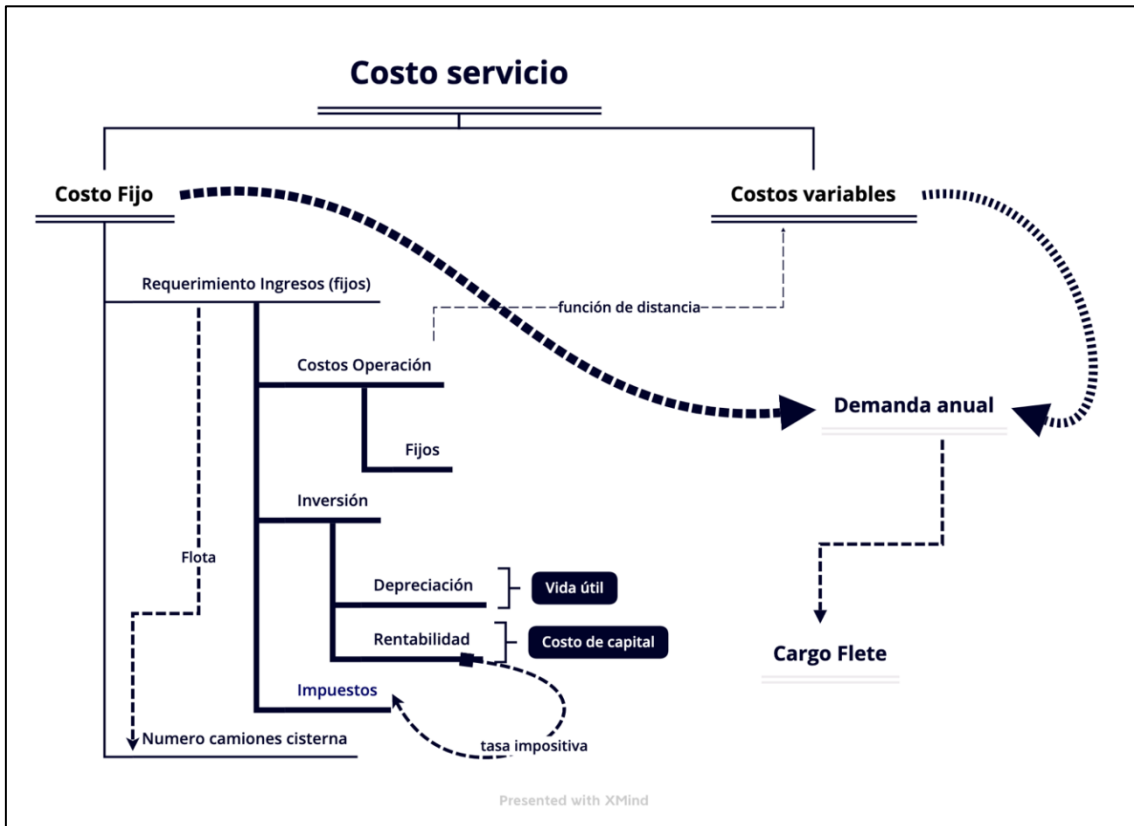 Costo servicio
Costo Fijo
Costos variables
Requerimiento Ingresos (fijos)
función de distancia
Costos Operación
Demanda anual
Fijos
Inversión
Flota
Depreciación
Vida útil
Rentabilidad
Costo de capital
Cargo Flete
Impuestos
Numero camiones cisterna
tasa impositiva
Presented with XMind